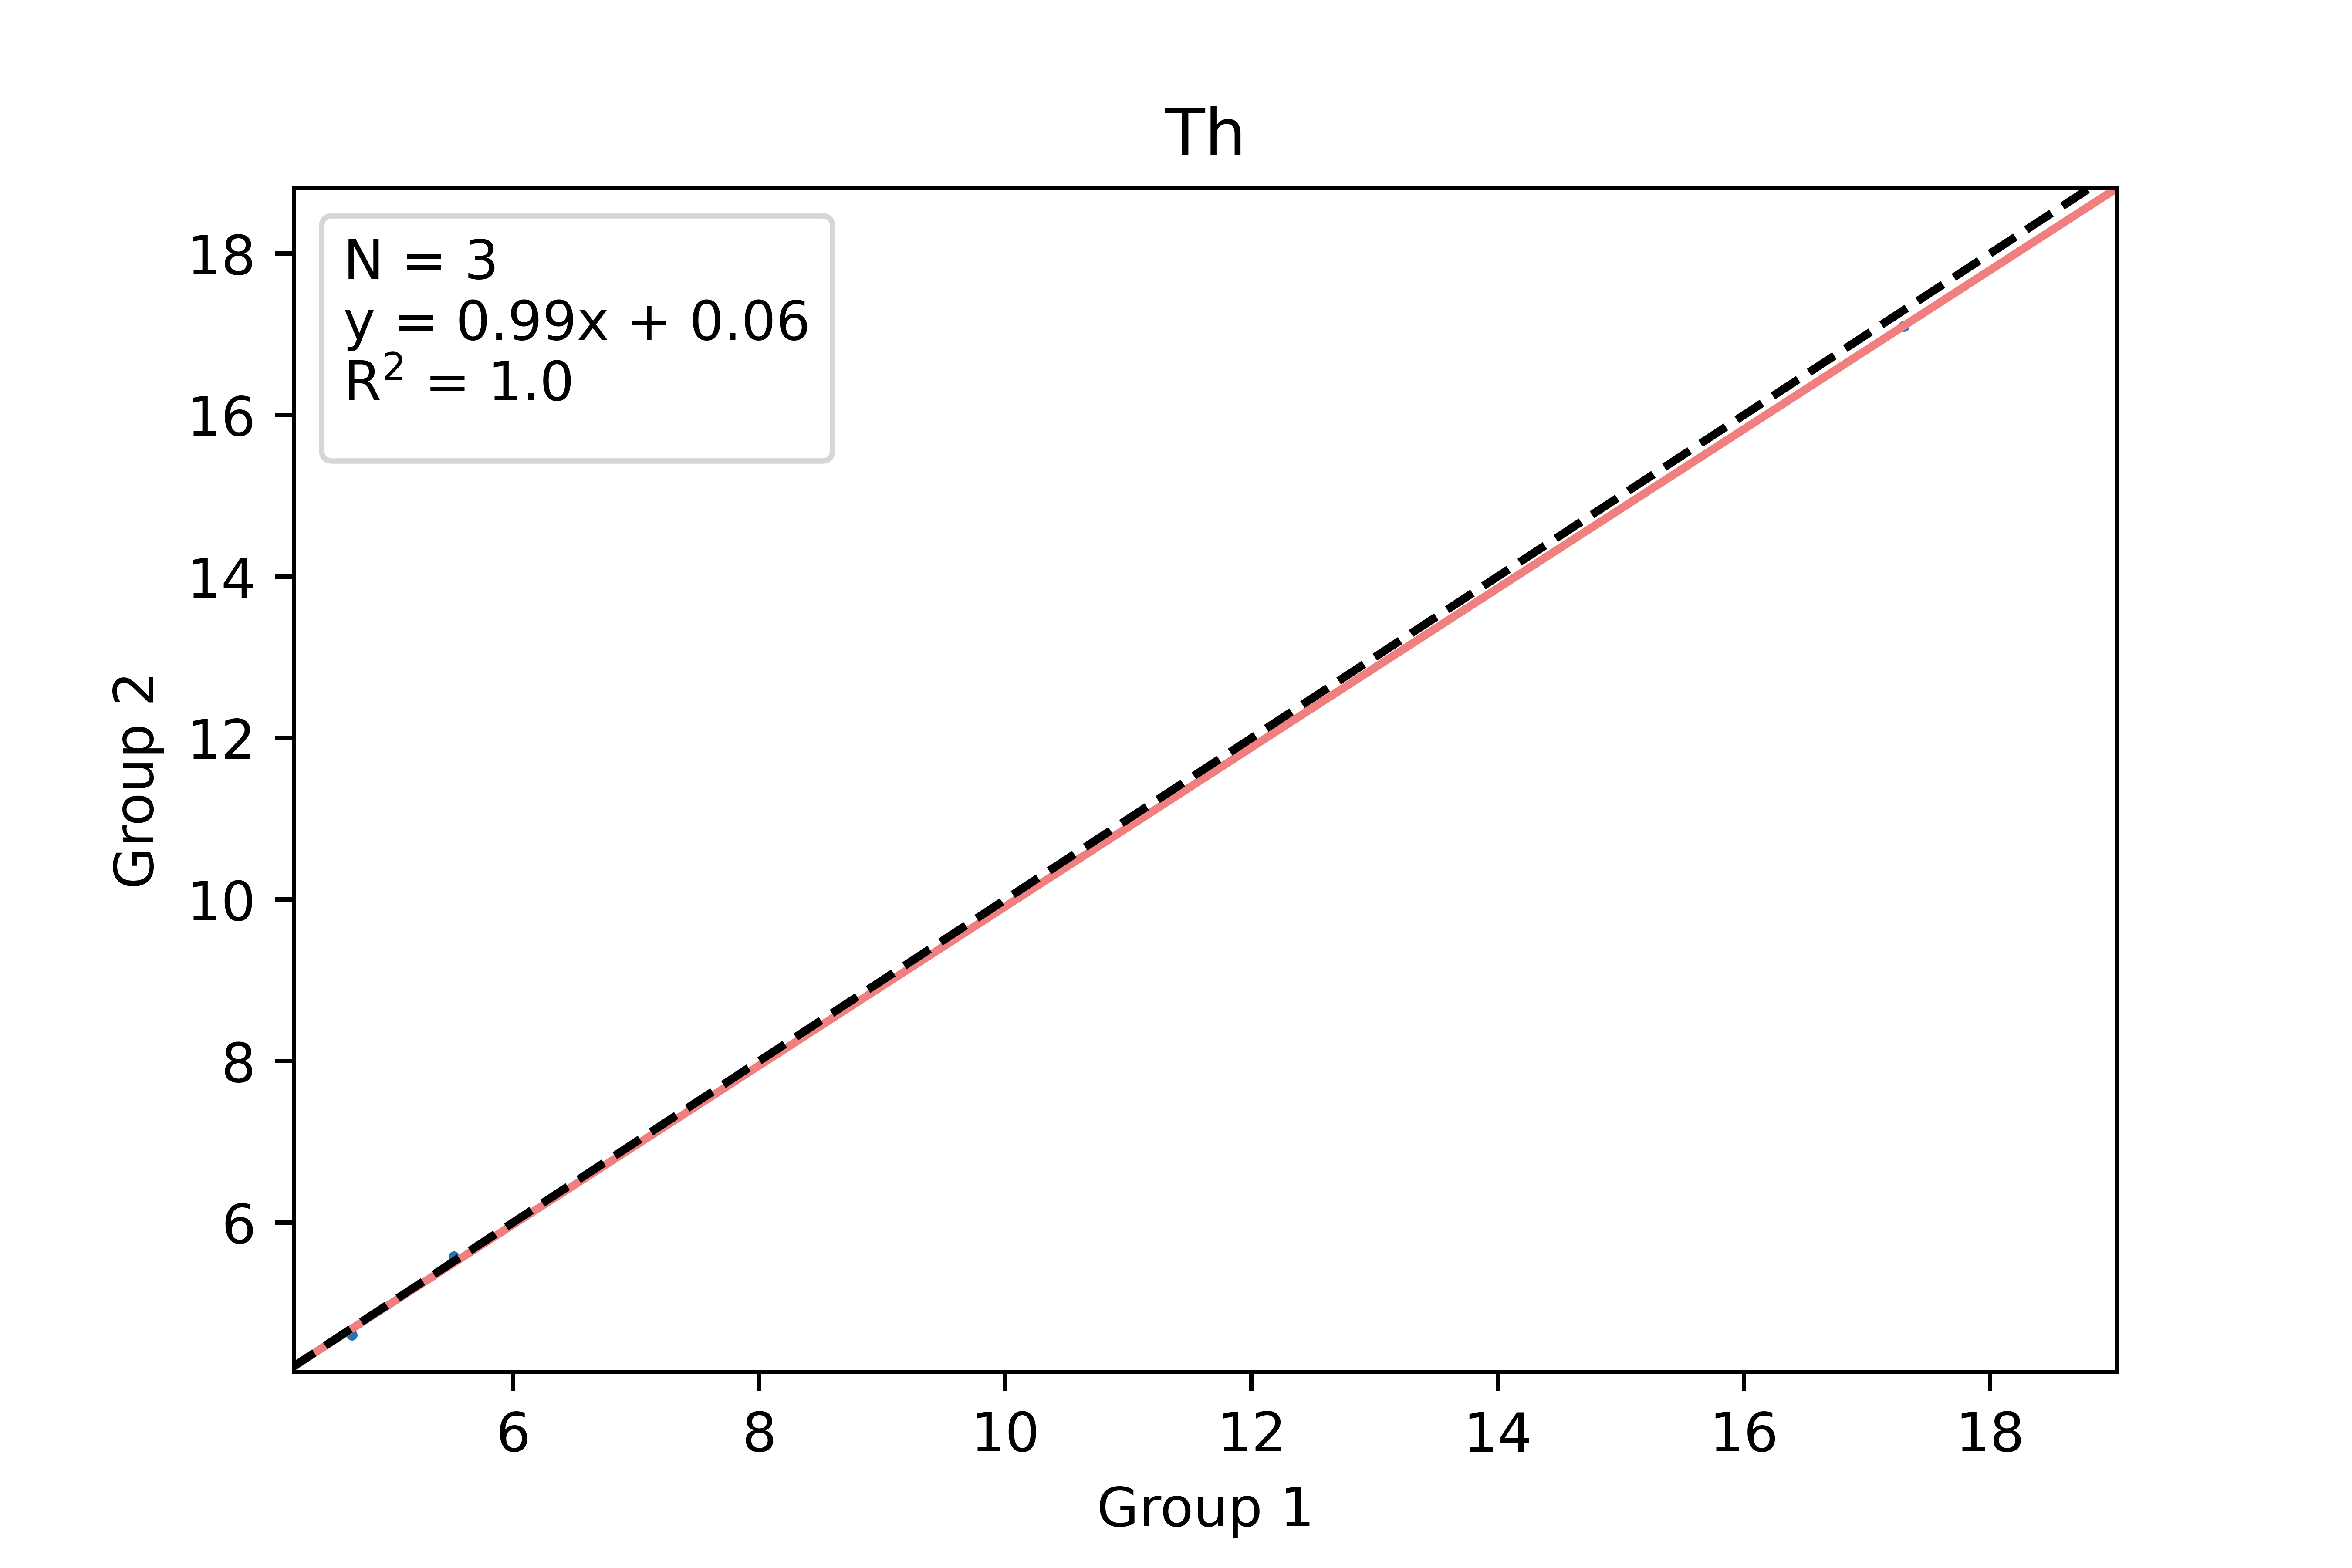 Th
N = 3
y = 0.99x + 0.06
R² = 1.0
18
16
14
12
10
8
6
Group 2
6 8 10 12 14 16 18
Group 1